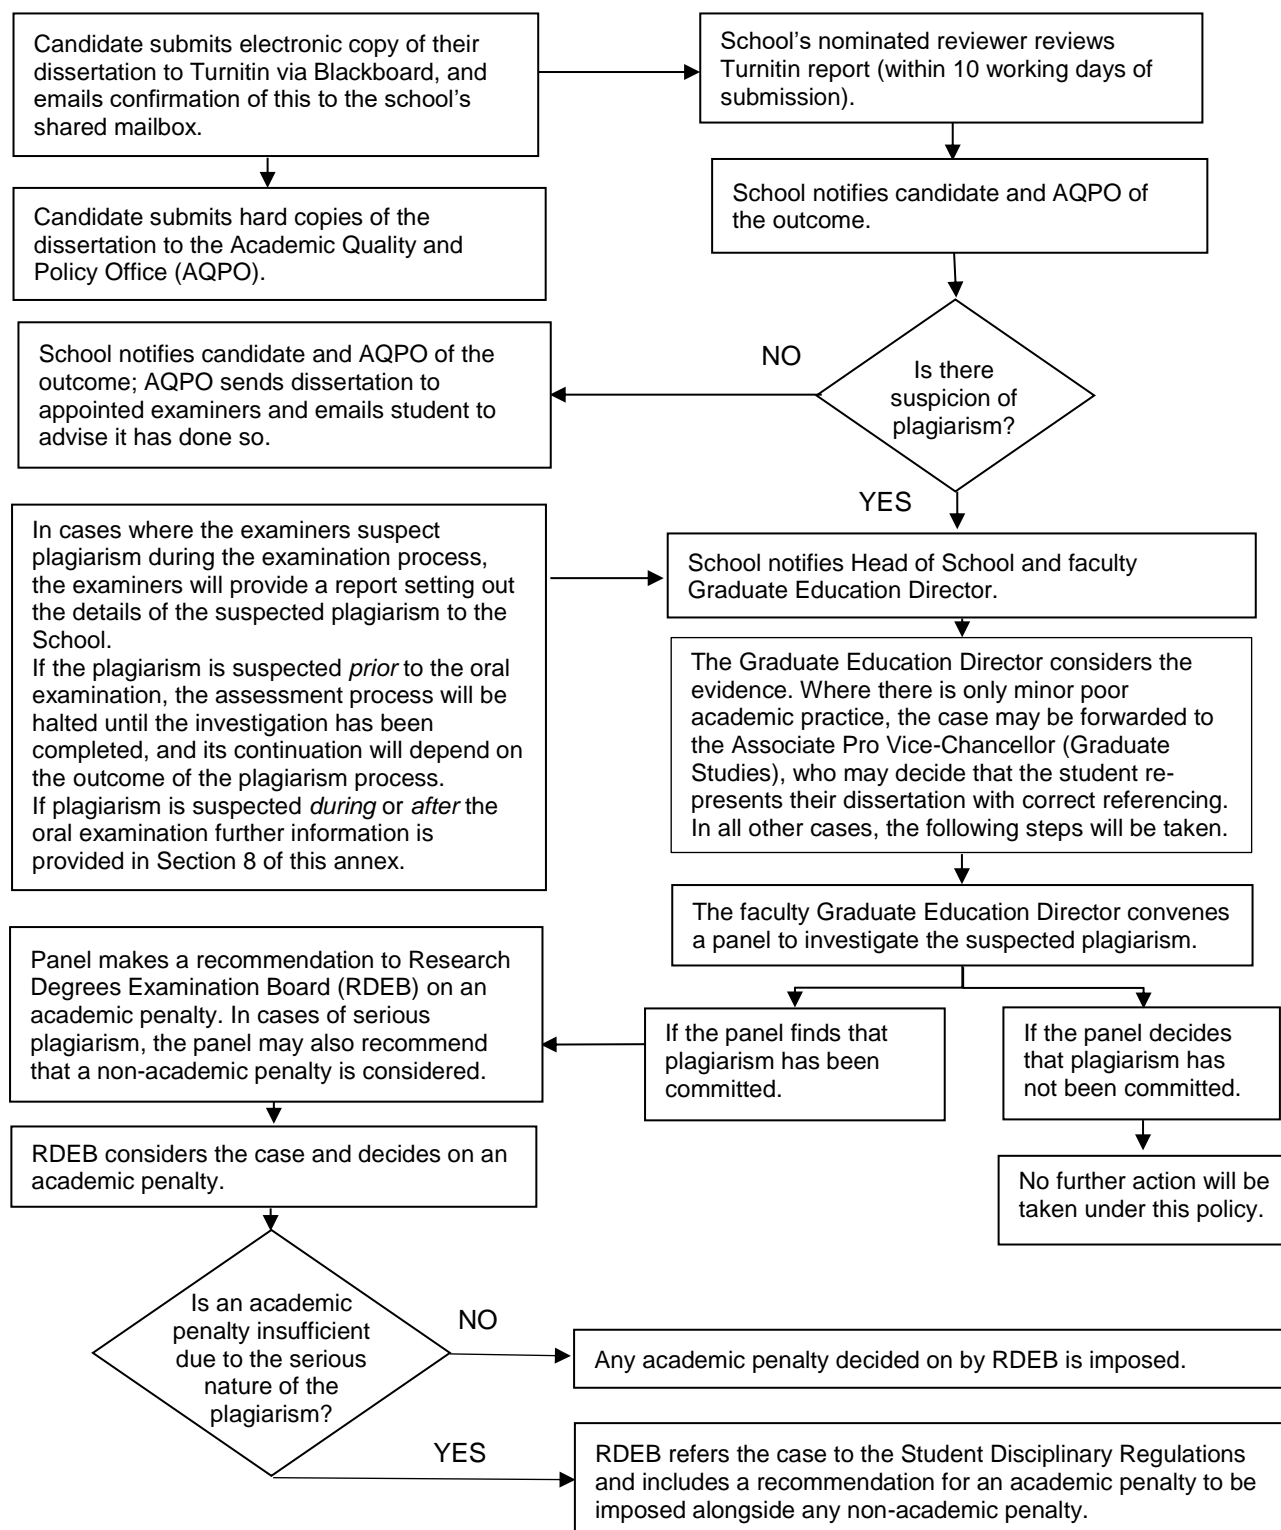 Candidate submits electronic copy of their
dissertation to Turnitin via Blackboard, and
emails confirmation of this to the school's
shared mailbox.
School's nominated reviewer reviews
Turnitin report (within 10 working days of
submission).
Candidate submits hard copies of the
dissertation to the Academic Quality and
Policy Office (AQPO).
School notifies candidate and AQPO of
the outcome.
Is there
suspicion of
plagiarism?
NO
School notifies candidate and AQPO of the
outcome; AQPO sends dissertation to
appointed examiners and emails student to
advise it has done so.
YES
In cases where the examiners suspect
plagiarism during the examination process,
the examiners will provide a report setting out
the details of the suspected plagiarism to the
School.
If the plagiarism is suspected prior to the oral
examination, the assessment process will be
halted until the investigation has been
completed, and its continuation will depend on
the outcome of the plagiarism process.
If plagiarism is suspected during or after the
oral examination further information is
provided in Section 8 of this annex.
School notifies Head of School and faculty
Graduate Education Director.
The Graduate Education Director considers the
evidence. Where there is only minor poor
academic practice, the case may be forwarded to
the Associate Pro Vice-Chancellor (Graduate
Studies), who may decide that the student re-
presents their dissertation with correct referencing.
In all other cases, the following steps will be taken.
The faculty Graduate Education Director convenes
a panel to investigate the suspected plagiarism.
If the panel finds that
plagiarism has been
committed.
If the panel decides
that plagiarism has
not been committed.
No further action will be
taken under this policy.
Panel makes a recommendation to Research
Degrees Examination Board (RDEB) on an
academic penalty. In cases of serious
plagiarism, the panel may also recommend
that a non-academic penalty is considered.
RDEB considers the case and decides on an
academic penalty.
Is an academic
penalty insufficient
due to the serious
nature of the
plagiarism?
NO
Any academic penalty decided on by RDEB is imposed.
YES
RDEB refers the case to the Student Disciplinary Regulations
and includes a recommendation for an academic penalty to be
imposed alongside any non-academic penalty.